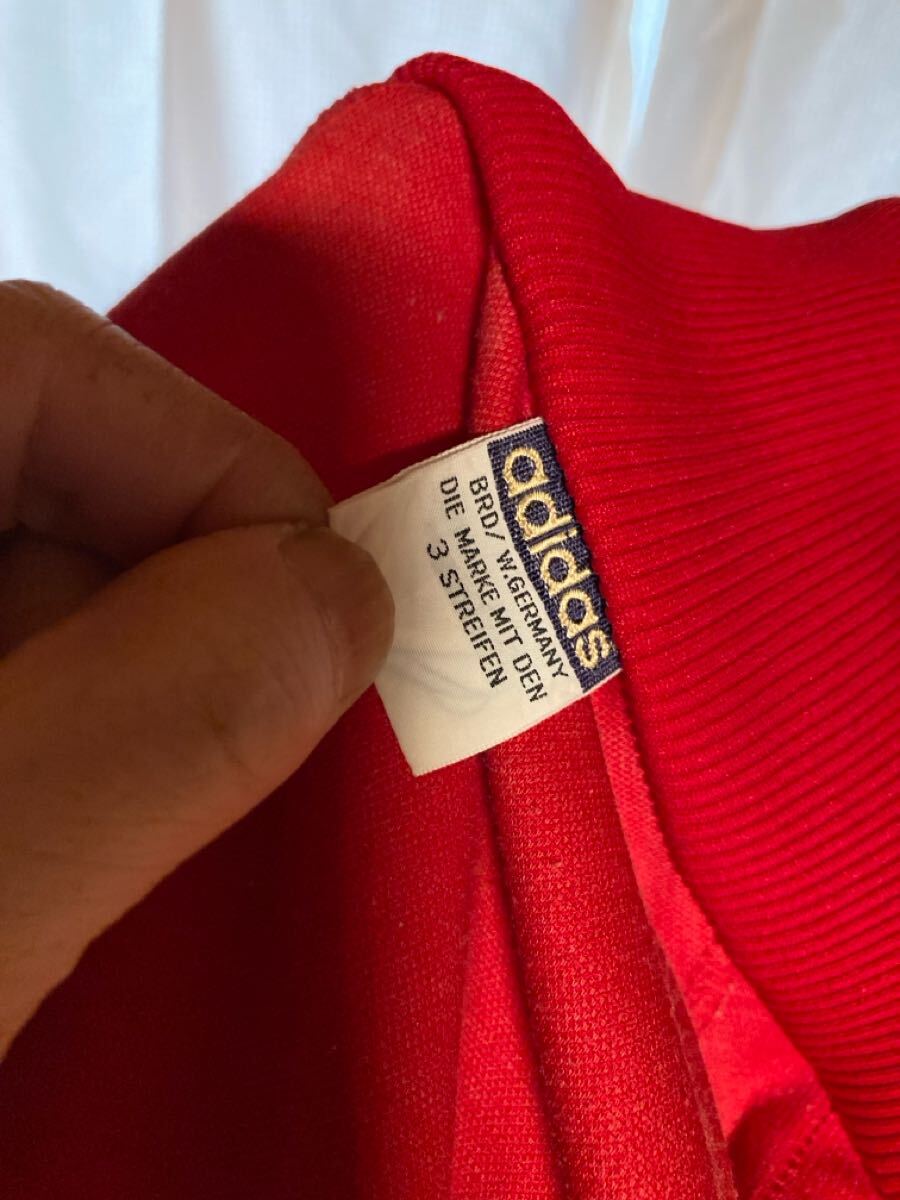 adidas
BRD/ W.GERMANY
DIE MARKE MIT DEN
3 STREIFEN